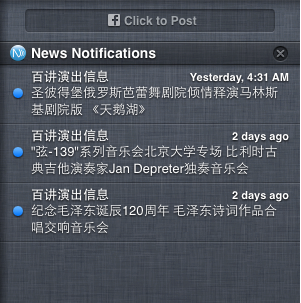 Click to Post
News Notifications
百讲演出信息 Yesterday, 4:31 AM
圣彼得堡俄罗斯芭蕾舞剧院倾情释演马林斯
基剧院版 《天鹅湖》
百讲演出信息 2 days ago
"弦-139"系列音乐会北京大学专场 比利时古
典吉他演奏家Jan Depreter独奏音乐会
百讲演出信息 2 days ago
纪念毛泽东诞辰120周年 毛泽东诗词作品合
唱交响音乐会